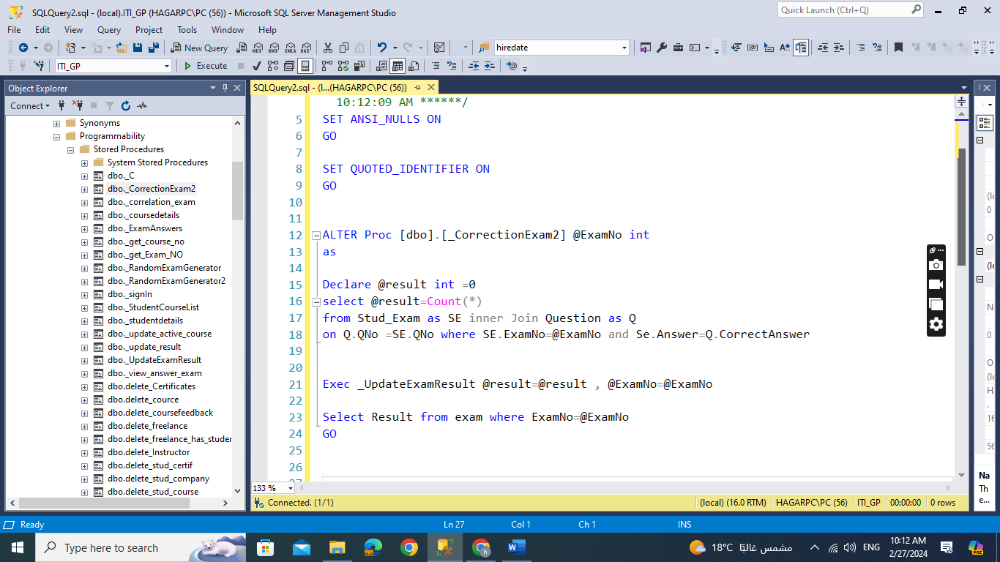 SQLQuery2.sql - (local).ITI_GP (HAGARPC\PC (56)) - Microsoft SQL Server Management Studio
Quick Launch (Ctrl+Q)
File Edit View Query Project Tools Window Help
New Query MDX DMX XMLA DAX hiredate
ITI_GP Execute
Object Explorer
SQLQuery2.sql - (l...(HAGARPC\PC (56))
Connect
Synonyms
Programmability
Stored Procedures
System Stored Procedures
dbo._C
dbo._CorrectionExam2
dbo._correlation_exam
dbo._coursedetails
dbo._ExamAnswers
dbo._get_course_no
dbo._get_Exam_NO
dbo._RandomExamGenerator
dbo._RandomExamGenerator2
dbo._signIn
dbo._StudentCourseList
dbo._studentdetails
dbo._update_active_course
dbo._update_result
dbo._UpdateExamResult
dbo._view_answer_exam
dbo.delete_Certificates
dbo.delete_cource
dbo.delete_coursefeedback
dbo.delete_freelance
dbo.delete_freelance_has_studer
dbo.delete_Instructor
dbo.delete_stud_certif
dbo.delete_stud_company
dbo.delete_stud_course
10:12:09 AM ******/
5 SET ANSI_NULLS ON
6 GO
7
8 SET QUOTED_IDENTIFIER ON
9 GO
10
11
12 ALTER Proc [dbo].[_CorrectionExam2] @ExamNo int
13 as
14
15 Declare @result int =0
16 select @result=Count(*)
17 from Stud_Exam as SE inner Join Question as Q
18 on Q.QNo =SE.QNo where SE.ExamNo=@ExamNo and Se.Answer=Q.CorrectAnswer
19
20
21 Exec _UpdateExamResult @result=@result , @ExamNo=@ExamNo
22
23 Select Result from exam where ExamNo=@ExamNo
24 GO
25
26
133 %
Connected. (1/1) (local) (16.0 RTM) HAGARPC\PC (56) ITI_GP 00:00:00 0 rows
Na
Th
e...
Ready Ln 27 Col 1 Ch 1 INS
Type here to search
18°C مشمس غالبًا
ENG
10:12 AM
2/27/2024